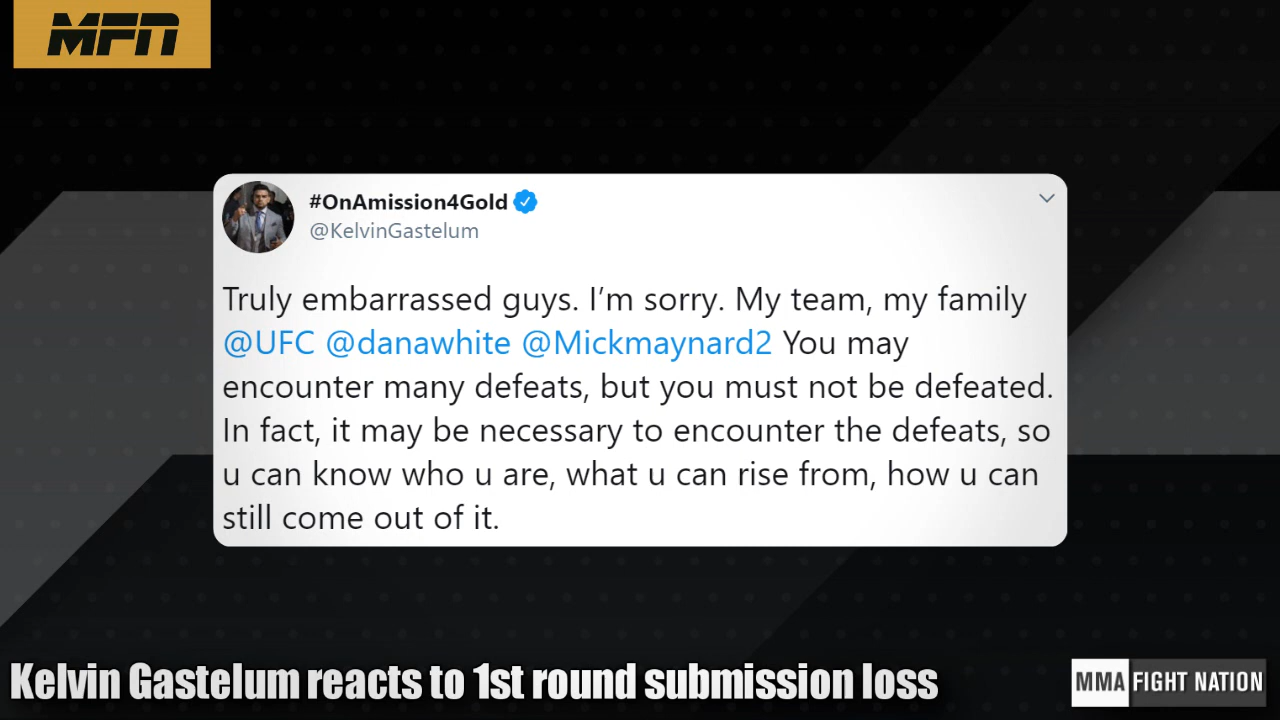 MFN
#OnAmission4Gold
@KelvinGastelum
Truly embarrassed guys. I’m sorry. My team, my family
@UFC @danawhite @Mickmaynard2 You may
encounter many defeats, but you must not be defeated.
In fact, it may be necessary to encounter the defeats, so
u can know who u are, what u can rise from, how u can
still come out of it.
Kelvin Gastelum reacts to 1st round submission loss
MMA FIGHT NATION